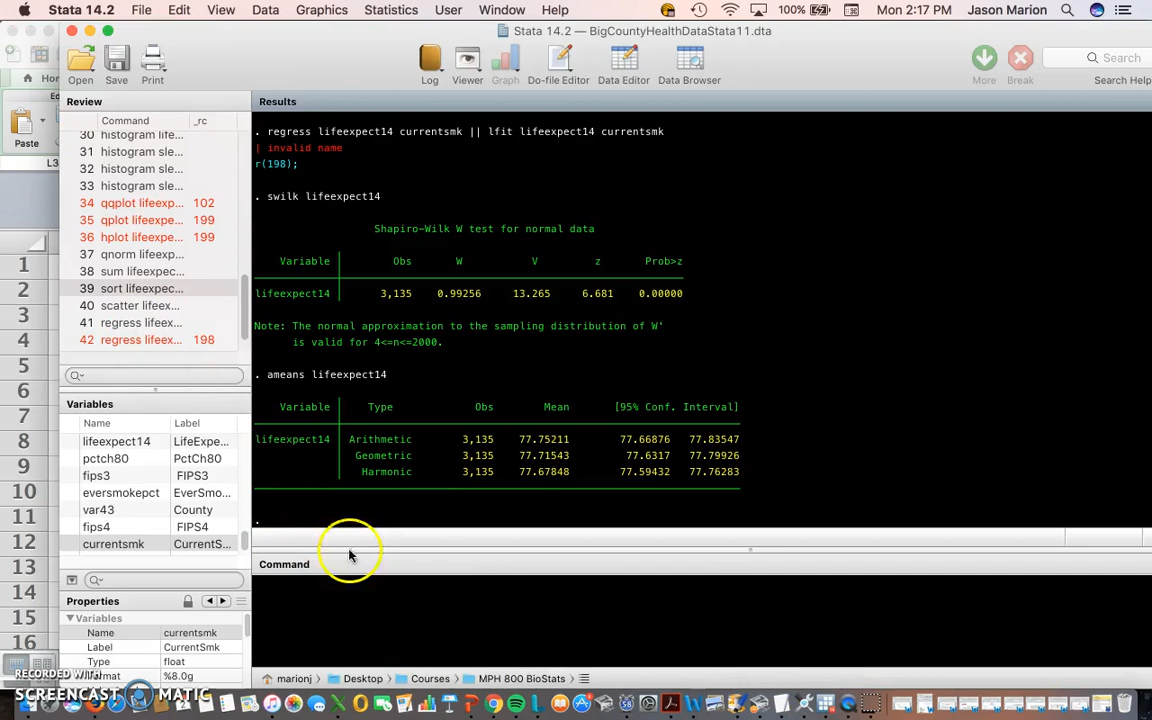 Stata 14.2 File Edit View Data Graphics Statistics User Window Help 100% Mon 2:17 PM Jason Marion
Stata 14.2 — BigCountyHealthDataStata11.dta
Open Save Print Log Viewer Graph Do-file Editor Data Editor Data Browser More Break Search
Search Help
Hom
Paste
L3
1
2
3
4
5
6
7
8
9
10
11
12
13
14
15
16
Review
Command _rc
30 histogram life...
31 histogram sle...
32 histogram sle...
33 histogram sle...
34 qqplot lifeexp... 102
35 qplot lifeexpe... 199
36 hplot lifeexpe... 199
37 qnorm lifeexp...
38 sum lifeexpec...
39 sort lifeexpec...
40 scatter lifeexp...
41 regress lifeex...
42 regress lifeex... 198
Variables
Name Label
lifeexpect14 LifeExpe...
pctch80 PctCh80
fips3 FIPS3
eversmokepct EverSmo...
var43 County
fips4 FIPS4
currentsmk CurrentS...
Properties
Variables
Name currentsmk
Label CurrentSmk
Type float
Format %8.0g
Results
. regress lifeexpect14 currentsmk || lfit lifeexpect14 currentsmk
| invalid name
r(198);
. swilk lifeexpect14
Shapiro-Wilk W test for normal data
Variable Obs W V z Prob>z
lifeexpect14 3,135 0.99256 13.265 6.681 0.00000
Note: The normal approximation to the sampling distribution of W'
is valid for 4<=n<=2000.
. ameans lifeexpect14
Variable Type Obs Mean [95% Conf. Interval]
lifeexpect14 Arithmetic 3,135 77.75211 77.66876 77.83547
Geometric 3,135 77.71543 77.6317 77.79926
Harmonic 3,135 77.67848 77.59432 77.76283
.
Command
marionj Desktop Courses MPH 800 BioStats
RECORDED WITH
SCREENCAST MATIC